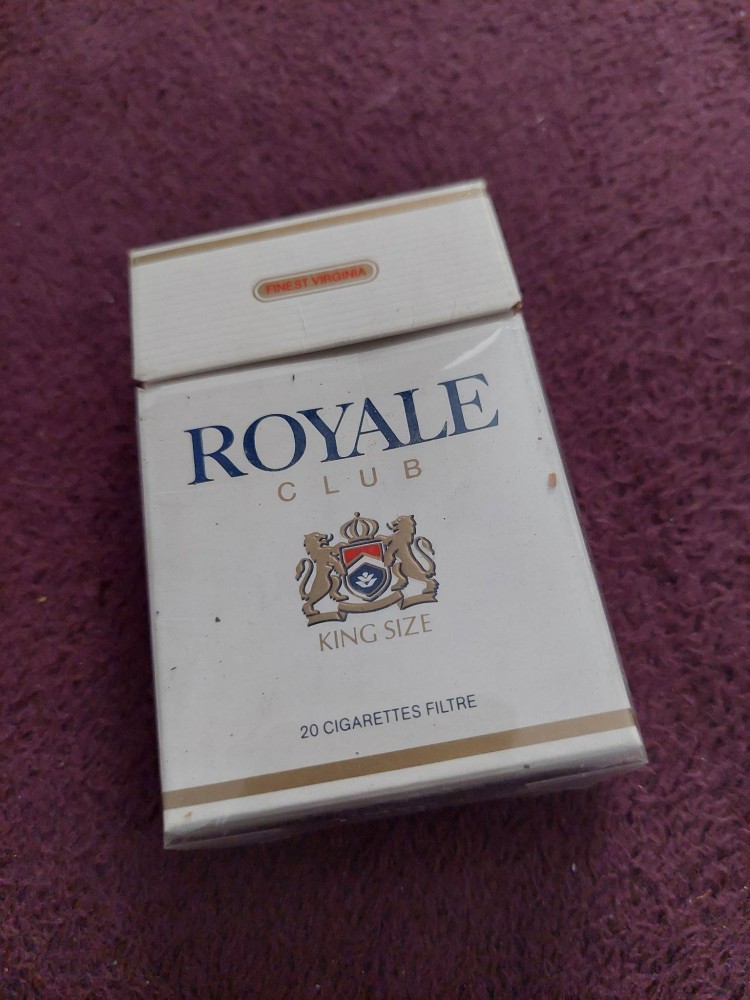 FINEST VIRGINIA
ROYALE
CLUB
KING SIZE
20 CIGARETTES FILTRE